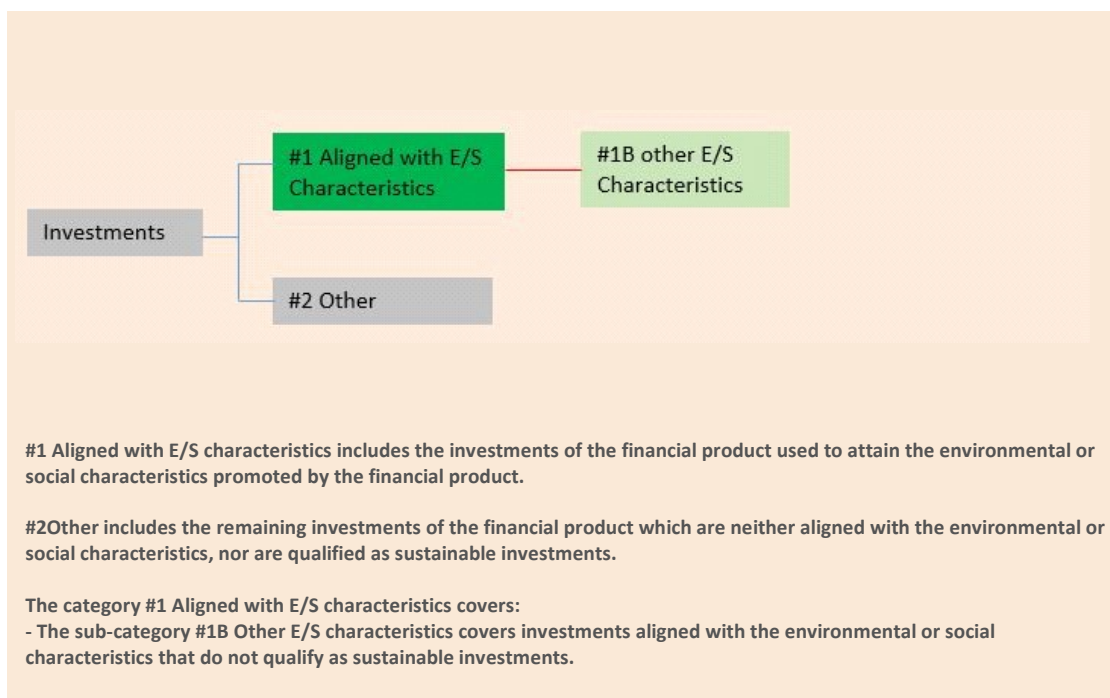 #1 Aligned with E/S
Characteristics
#1B other E/S
Characteristics
Investments
#2 Other
#1 Aligned with E/S characteristics includes the investments of the financial product used to attain the environmental or
social characteristics promoted by the financial product.
#2Other includes the remaining investments of the financial product which are neither aligned with the environmental or
social characteristics, nor are qualified as sustainable investments.
The category #1 Aligned with E/S characteristics covers:
- The sub-category #1B Other E/S characteristics covers investments aligned with the environmental or social
characteristics that do not qualify as sustainable investments.